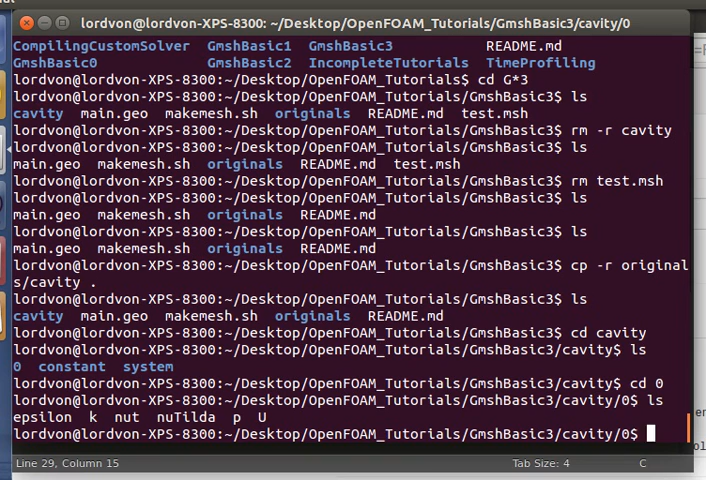 lordvon@lordvon-XPS-8300: ~/Desktop/OpenFOAM_Tutorials/GmshBasic3/cavity/0
CompilingCustomSolver  GmshBasic1  GmshBasic3           README.md
GmshBasic0             GmshBasic2  IncompleteTutorials  TimeProfiling
lordvon@lordvon-XPS-8300:~/Desktop/OpenFOAM_Tutorials$ cd G*3
lordvon@lordvon-XPS-8300:~/Desktop/OpenFOAM_Tutorials/GmshBasic3$ ls
cavity  main.geo  makemesh.sh  originals  README.md  test.msh
lordvon@lordvon-XPS-8300:~/Desktop/OpenFOAM_Tutorials/GmshBasic3$ rm -r cavity
lordvon@lordvon-XPS-8300:~/Desktop/OpenFOAM_Tutorials/GmshBasic3$ ls
main.geo  makemesh.sh  originals  README.md  test.msh
lordvon@lordvon-XPS-8300:~/Desktop/OpenFOAM_Tutorials/GmshBasic3$ rm test.msh
lordvon@lordvon-XPS-8300:~/Desktop/OpenFOAM_Tutorials/GmshBasic3$ ls
main.geo  makemesh.sh  originals  README.md
lordvon@lordvon-XPS-8300:~/Desktop/OpenFOAM_Tutorials/GmshBasic3$ ls
main.geo  makemesh.sh  originals  README.md
lordvon@lordvon-XPS-8300:~/Desktop/OpenFOAM_Tutorials/GmshBasic3$ cp -r original
s/cavity .
lordvon@lordvon-XPS-8300:~/Desktop/OpenFOAM_Tutorials/GmshBasic3$ ls
cavity  main.geo  makemesh.sh  originals  README.md
lordvon@lordvon-XPS-8300:~/Desktop/OpenFOAM_Tutorials/GmshBasic3$ cd cavity
lordvon@lordvon-XPS-8300:~/Desktop/OpenFOAM_Tutorials/GmshBasic3/cavity$ ls
0  constant  system
lordvon@lordvon-XPS-8300:~/Desktop/OpenFOAM_Tutorials/GmshBasic3/cavity$ cd 0
lordvon@lordvon-XPS-8300:~/Desktop/OpenFOAM_Tutorials/GmshBasic3/cavity/0$ ls
epsilon  k  nut  nuTilda  p  U
lordvon@lordvon-XPS-8300:~/Desktop/OpenFOAM_Tutorials/GmshBasic3/cavity/0$
Line 29, Column 15  Tab Size: 4  C